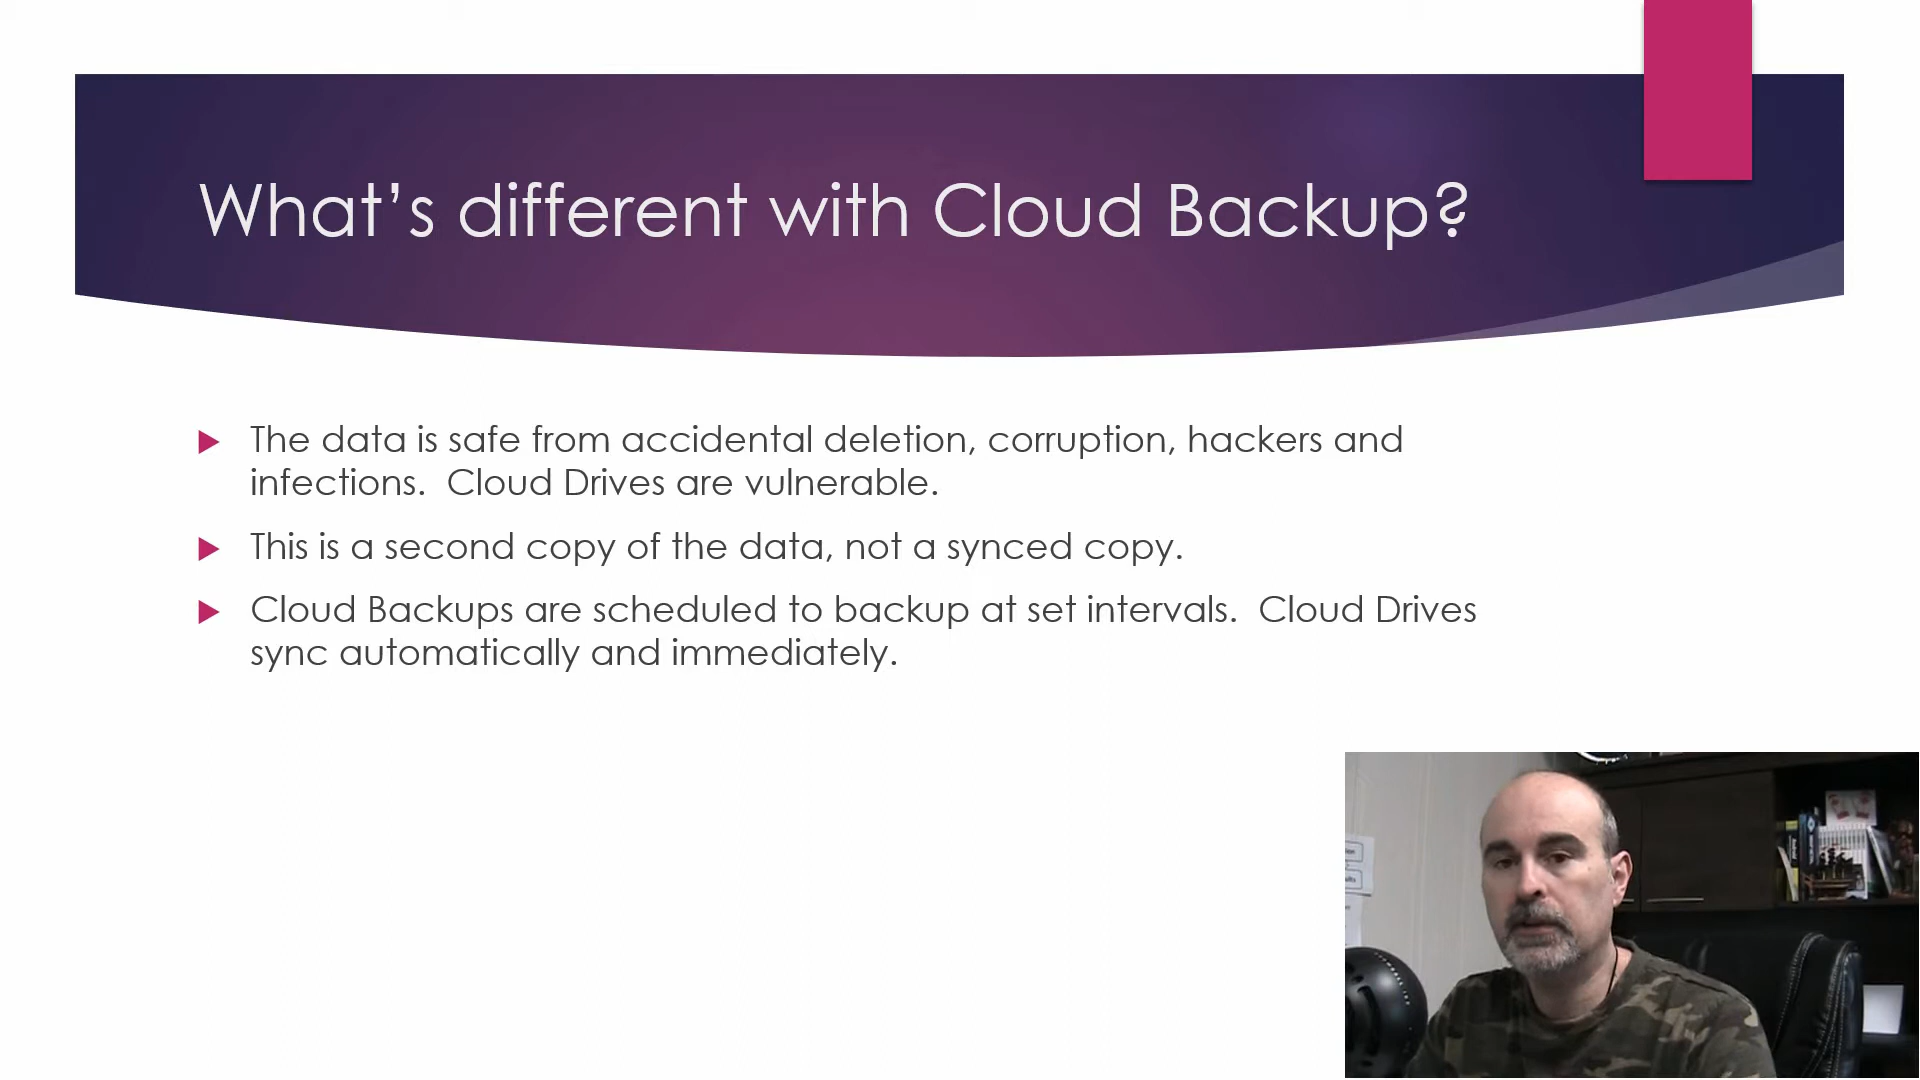 What’s different with Cloud Backup?
The data is safe from accidental deletion, corruption, hackers and
infections.  Cloud Drives are vulnerable.
This is a second copy of the data, not a synced copy.
Cloud Backups are scheduled to backup at set intervals.  Cloud Drives
sync automatically and immediately.